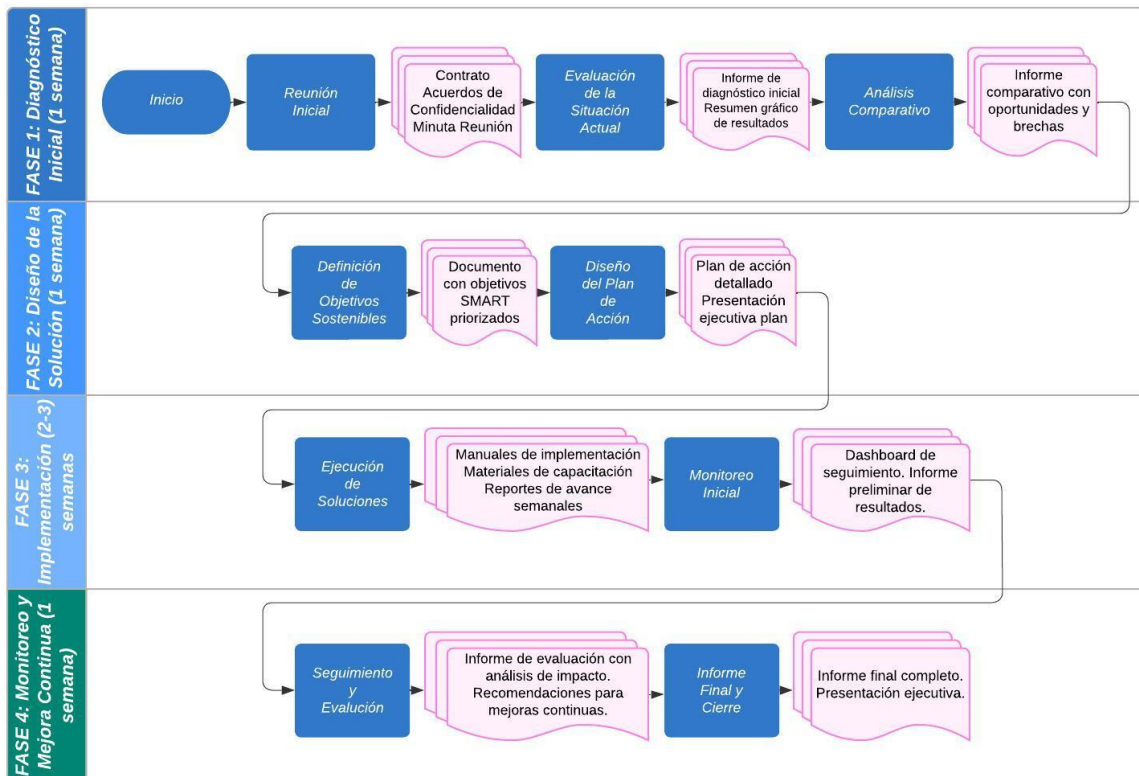 FASE 1: Diagnóstico
Inicial (1 semana)
Inicio
Reunión
Inicial
Contrato
Acuerdos de
Confidencialidad
Minuta Reunión
Evaluación
de la
Situación
Actual
Informe de
diagnóstico inicial
Resumen gráfico
de resultados
Análisis
Comparativo
Informe
comparativo con
oportunidades y
brechas
FASE 2: Diseño de la
Solución (1 semana)
Definición
de
Objetivos
Sostenibles
Documento
con objetivos
SMART
priorizados
Diseño
del Plan
de
Acción
Plan de acción
detallado
Presentación
ejecutiva plan
FASE 3:
Implementación (2-3)
semanas
Ejecución
de
Soluciones
Manuales de implementación
Materiales de capacitación
Reportes de avance
semanales
Monitoreo
Inicial
Dashboard de
seguimiento. Informe
preliminar de
resultados.
FASE 4: Monitoreo y
Mejora Continua (1
semana)
Seguimiento
y
Evalución
Informe de evaluación con
análisis de impacto.
Recomendaciones para
mejoras continuas.
Informe
Final y
Cierre
Informe final completo.
Presentación ejecutiva.